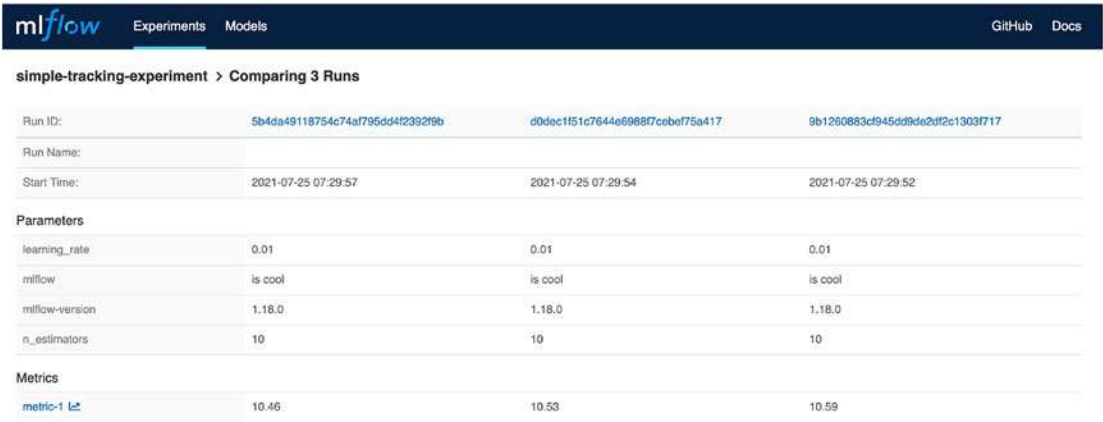 mlflow Experiments Models GitHub Docs
simple-tracking-experiment > Comparing 3 Runs
Run ID: 5b4da49118754c74af795dd4f2392f9b d0dec1f51c7644e6988f7cebef75a417 9b1260883cf945dd9de2df2c1303f717
Run Name:
Start Time: 2021-07-25 07:29:57 2021-07-25 07:29:54 2021-07-25 07:29:52
Parameters
learning_rate 0.01 0.01 0.01
mlflow is cool is cool is cool
mlflow-version 1.18.0 1.18.0 1.18.0
n_estimators 10 10 10
Metrics
metric-1 10.46 10.53 10.59